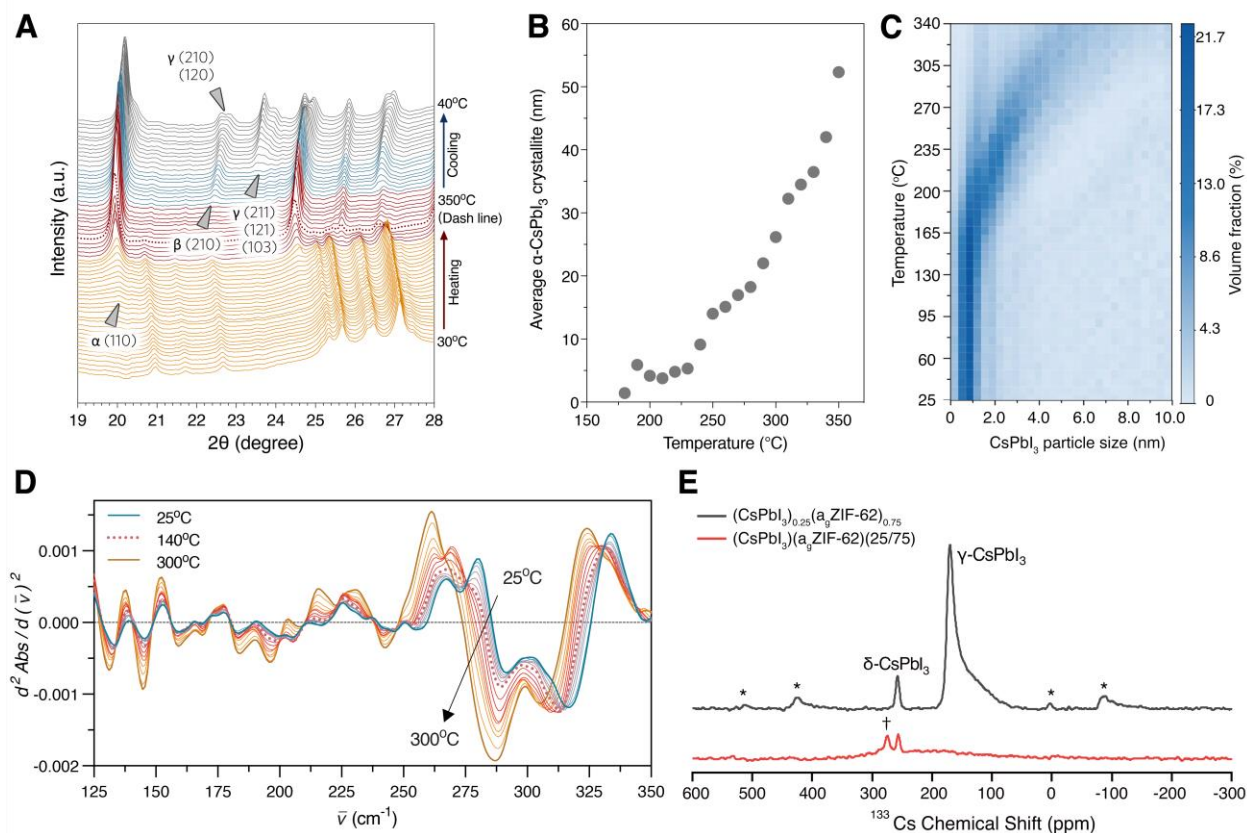 A
Intensity (a.u.)
γ (210)
(120)
β (210)
γ (211)
(121)
(103)
α (110)
40°C
Cooling
350°C
(Dash line)
Heating
30°C
19 20 21 22 23 24 25 26 27 28
2θ (degree)
B
Average α-CsPbI₃ crystallite (nm)
60
50
40
30
20
10
0
150 200 250 300 350
Temperature (°C)
C
Temperature (°C)
340
305
270
235
200
165
130
95
60
25
0 2.0 4.0 6.0 8.0 10.0
CsPbI₃ particle size (nm)
21.7
17.3
13.0
8.6
4.3
0
Volume fraction (%)
D
d² Abs / d (ν̄)²
25°C
140°C
300°C
0.001
0.000
-0.001
-0.002
25°C
300°C
125 150 175 200 225 250 275 300 325 350
ν̄ (cm⁻¹)
E
(CsPbI₃)₀.₂₅(a_gZIF-62)₀.₇₅
(CsPbI₃)(a_gZIF-62)(25/75)
γ-CsPbI₃
δ-CsPbI₃
* * * *
†
600 500 400 300 200 100 0 -100 -200 -300
¹³³Cs Chemical Shift (ppm)